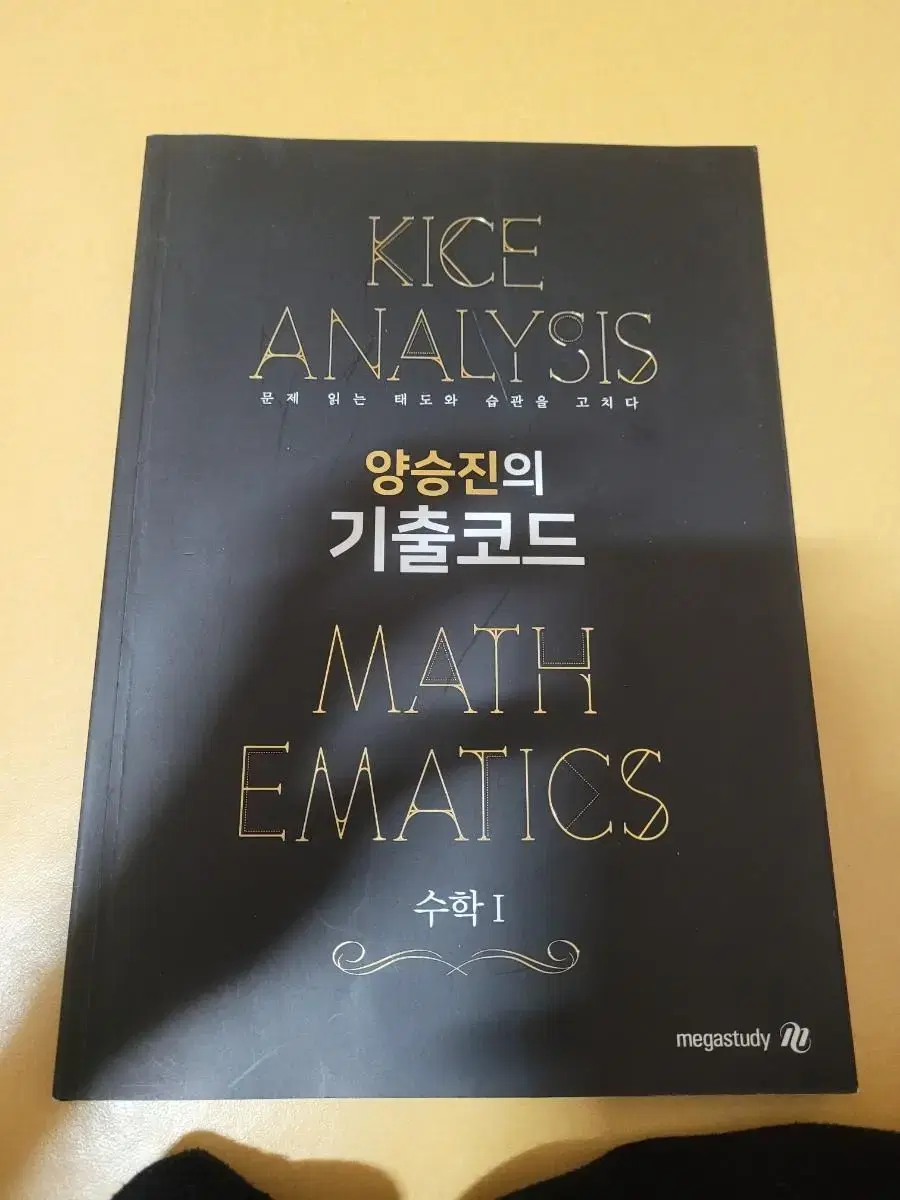 KICE
ANALYSIS
문제 읽는 태도와 습관을 고치다
양승진의
기출코드
MATH
EMATICS
수학 I
megastudy